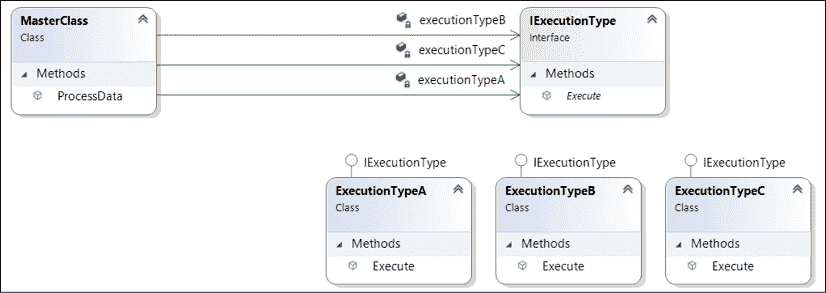 MasterClass
Class
Methods
ProcessData
executionTypeB
executionTypeC
executionTypeA
IExecutionType
Interface
Methods
Execute
IExecutionType
ExecutionTypeA
Class
Methods
Execute
IExecutionType
ExecutionTypeB
Class
Methods
Execute
IExecutionType
ExecutionTypeC
Class
Methods
Execute